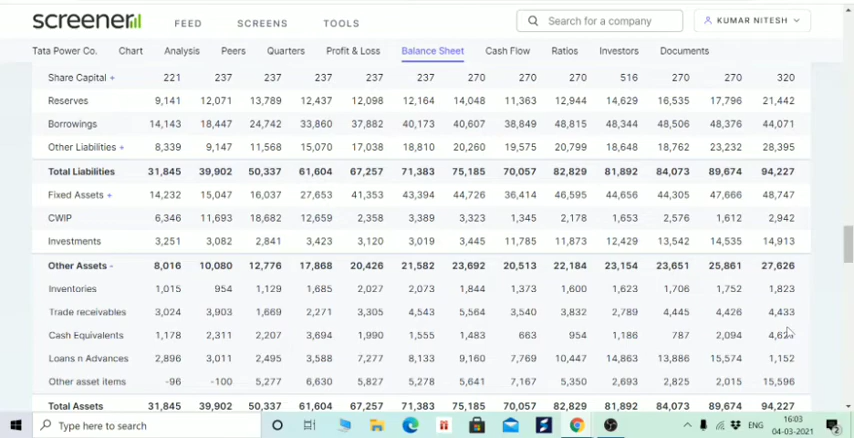 screener
FEED SCREENS TOOLS
Search for a company
KUMAR NITESH
Tata Power Co. Chart Analysis Peers Quarters Profit & Loss Balance Sheet Cash Flow Ratios Investors Documents
Share Capital + 221 237 237 237 237 237 270 270 270 516 270 270 320
Reserves 9,141 12,071 13,789 12,437 12,098 12,164 14,048 11,363 12,944 14,629 16,535 17,796 21,442
Borrowings 14,143 18,447 24,742 33,860 37,882 40,173 40,607 38,849 48,815 48,344 48,506 48,376 44,071
Other Liabilities + 8,339 9,147 11,568 15,070 17,038 18,810 20,260 19,575 20,799 18,648 18,762 23,232 28,395
Total Liabilities 31,845 39,902 50,337 61,604 67,257 71,383 75,185 70,057 82,829 81,892 84,073 89,674 94,227
Fixed Assets + 14,232 15,047 16,037 27,653 41,353 43,394 44,726 36,414 46,595 44,656 44,305 47,666 48,747
CWIP 6,346 11,693 18,682 12,659 2,358 3,389 3,323 1,345 2,178 1,653 2,576 1,612 2,942
Investments 3,251 3,082 2,841 3,423 3,120 3,019 3,445 11,785 11,873 12,429 13,542 14,535 14,913
Other Assets - 8,016 10,080 12,776 17,868 20,426 21,582 23,692 20,513 22,184 23,154 23,651 25,861 27,626
Inventories 1,015 954 1,129 1,685 2,027 2,073 1,844 1,373 1,600 1,623 1,706 1,752 1,823
Trade receivables 3,024 3,903 1,669 2,271 3,305 4,543 5,564 3,540 3,832 2,789 4,445 4,426 4,433
Cash Equivalents 1,178 2,311 2,207 3,694 1,990 1,555 1,483 663 954 1,186 787 2,094
Loans n Advances 2,896 3,011 2,495 3,588 7,277 8,133 9,160 7,769 10,447 14,863 13,886 15,574 1,152
Other asset items -96 -100 5,277 6,630 5,827 5,278 5,641 7,167 5,350 2,693 2,825 2,015 15,596
Total Assets 31,845 39,902 50,337 61,604 67,257 71,383 75,185 70,057 82,829 81,892 84,073 89,674 94,227
Type here to search
ENG
16:03
04-03-2021
2